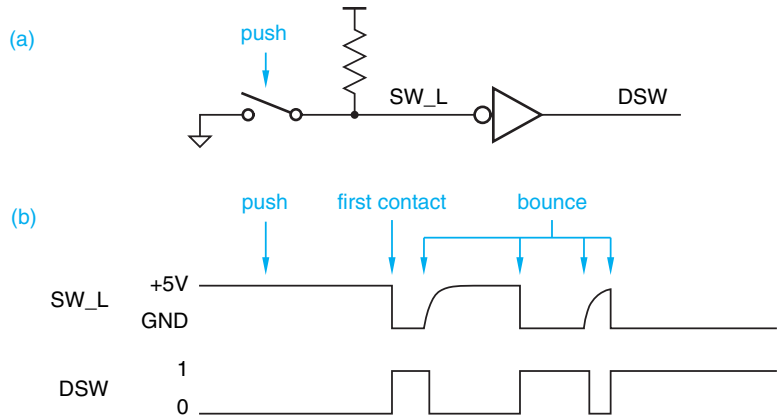 (a)
push
SW_L
DSW
(b)
push
first contact
bounce
+5V
SW_L
GND
1
DSW
0